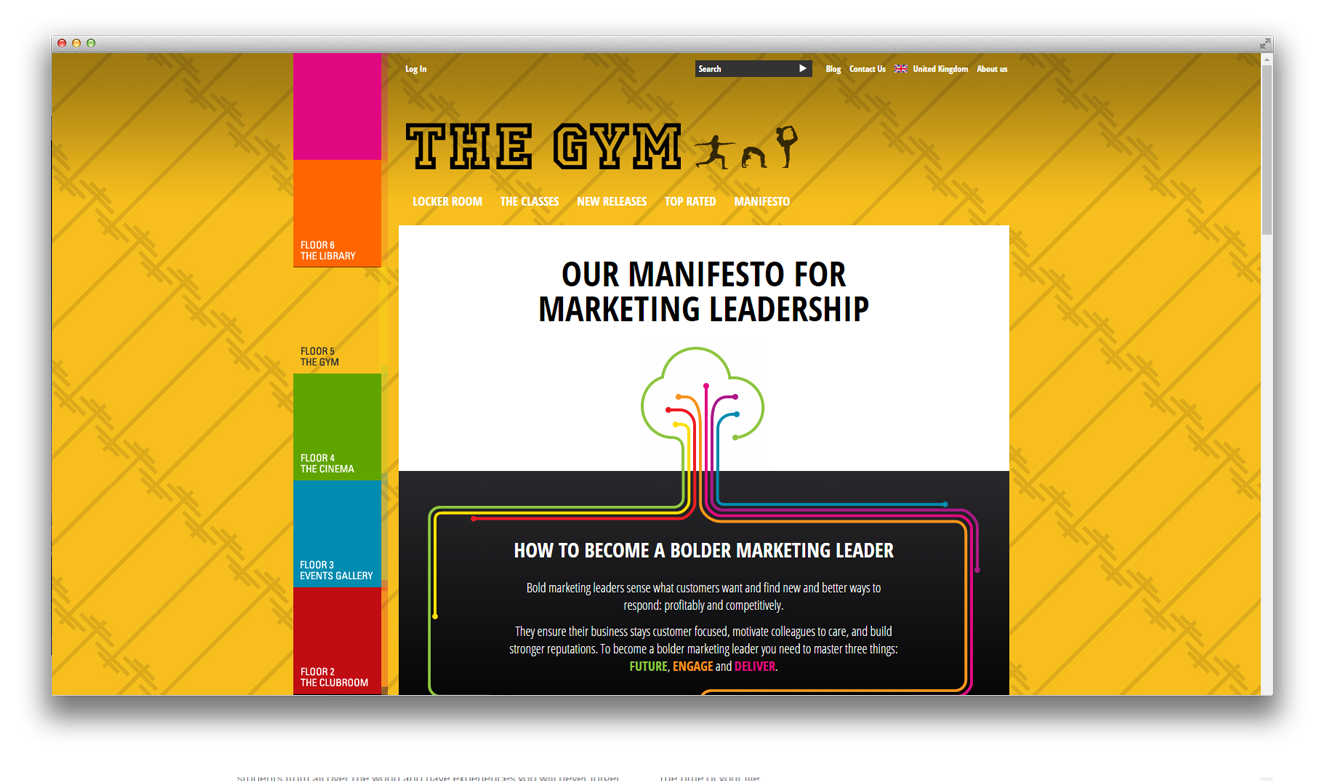 Log In
Search
Blog Contact Us United Kingdom About us
THE GYM
LOCKER ROOM THE CLASSES NEW RELEASES TOP RATED MANIFESTO
FLOOR 6
THE LIBRARY
FLOOR 5
THE GYM
FLOOR 4
THE CINEMA
FLOOR 3
EVENTS GALLERY
FLOOR 2
THE CLUBROOM
OUR MANIFESTO FOR
MARKETING LEADERSHIP
HOW TO BECOME A BOLDER MARKETING LEADER
Bold marketing leaders sense what customers want and find new and better ways to
respond: profitably and competitively.
They ensure their business stays customer focused, motivate colleagues to care, and build
stronger reputations. To become a bolder marketing leader you need to master three things:
FUTURE, ENGAGE and DELIVER.